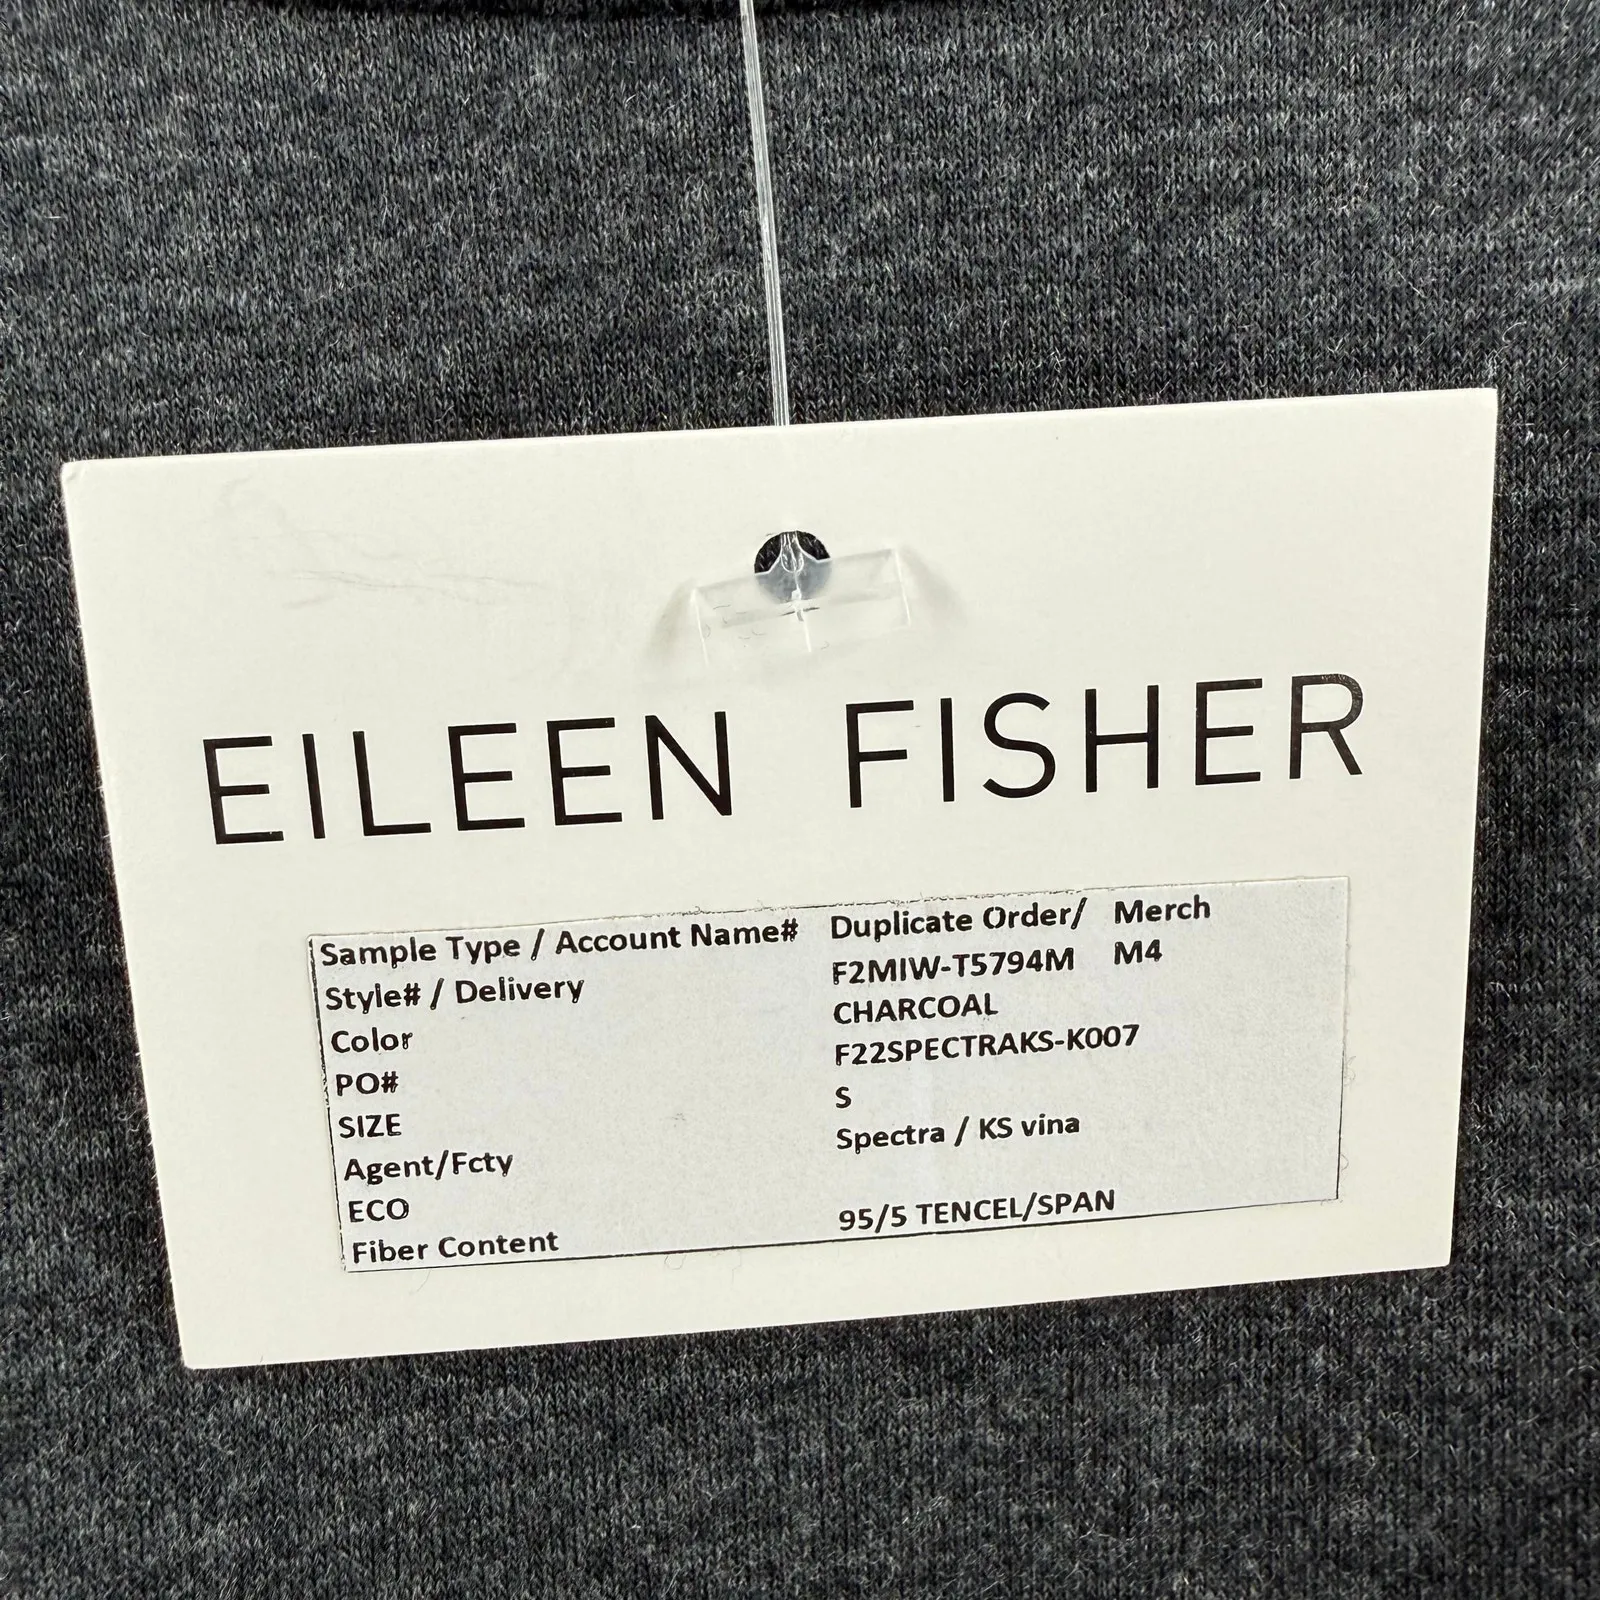 EILEEN FISHER
Sample Type / Account Name# Duplicate Order/ Merch
Style# / Delivery F2MIW-T5794M M4
Color CHARCOAL
PO# F22SPECTRAKS-K007
SIZE S
Agent/Fcty Spectra / KS vina
ECO
Fiber Content 95/5 TENCEL/SPAN